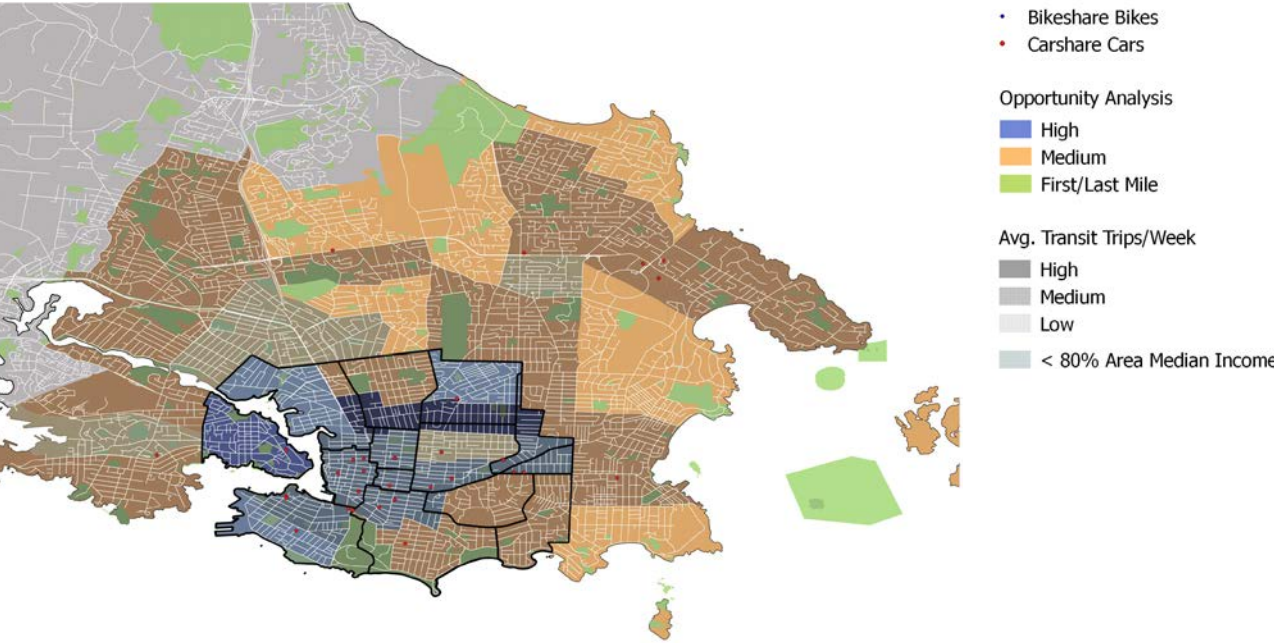 Bikeshare Bikes
Carshare Cars
Opportunity Analysis
High
Medium
First/Last Mile
Avg. Transit Trips/Week
High
Medium
Low
< 80% Area Median Income